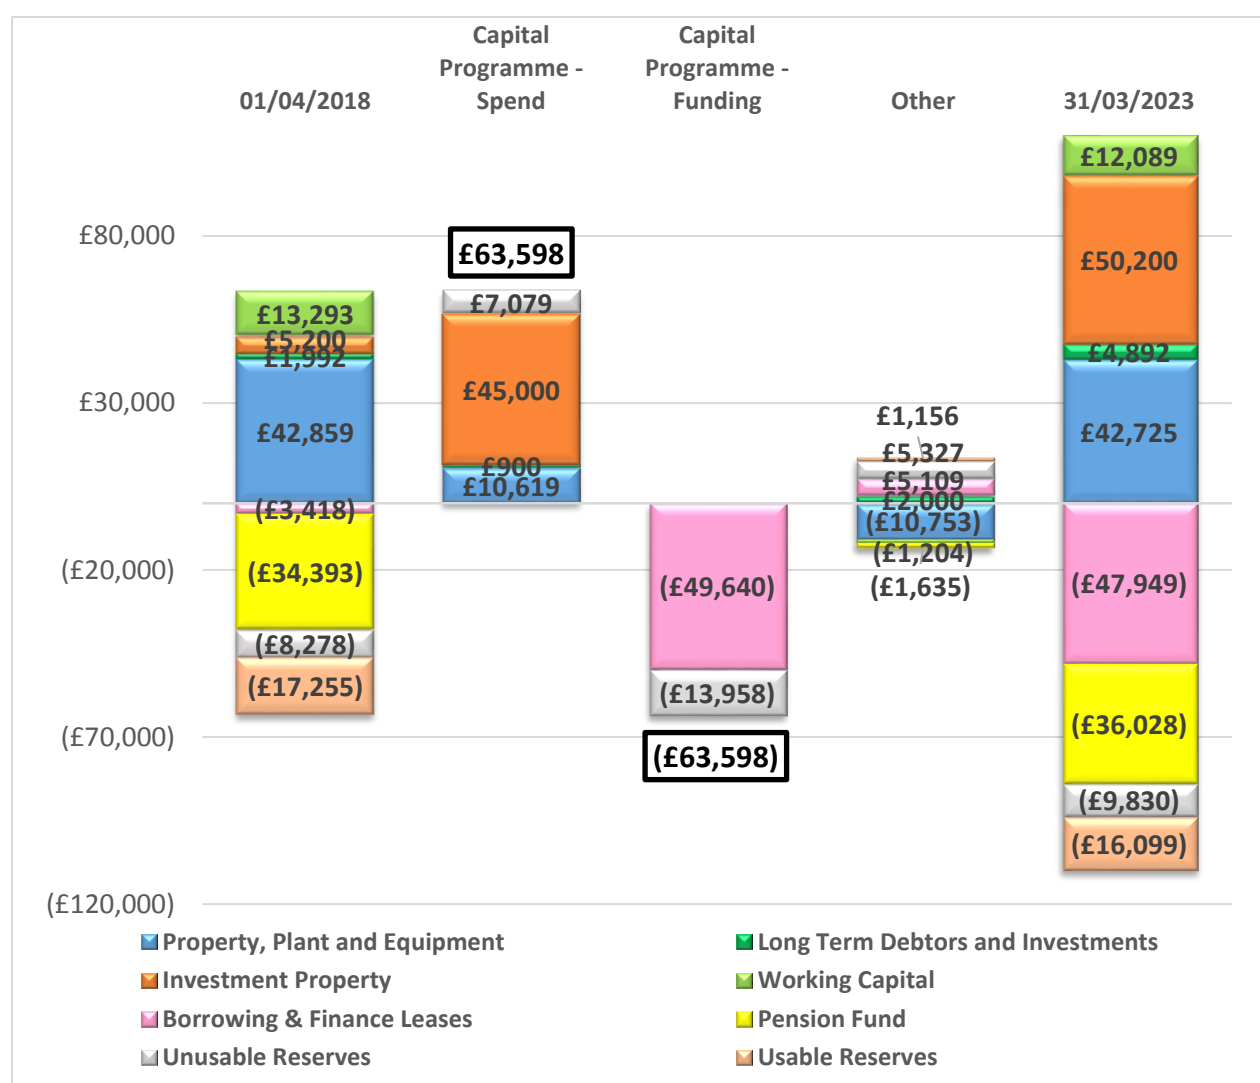 Capital
Programme -
Spend
Capital
Programme -
Funding
01/04/2018
Other
31/03/2023
£80,000
£30,000
(£20,000)
(£70,000)
(£120,000)
£13,293
£5,200
£1,992
£42,859
(£3,418)
(£34,393)
(£8,278)
(£17,255)
£63,598
£7,079
£45,000
£900
£10,619
(£49,640)
(£13,958)
(£63,598)
£1,156
£5,327
£5,109
£2,000
(£10,753)
(£1,204)
(£1,635)
£12,089
£50,200
£4,892
£42,725
(£47,949)
(£36,028)
(£9,830)
(£16,099)
Property, Plant and Equipment
Long Term Debtors and Investments
Investment Property
Working Capital
Borrowing & Finance Leases
Pension Fund
Unusable Reserves
Usable Reserves